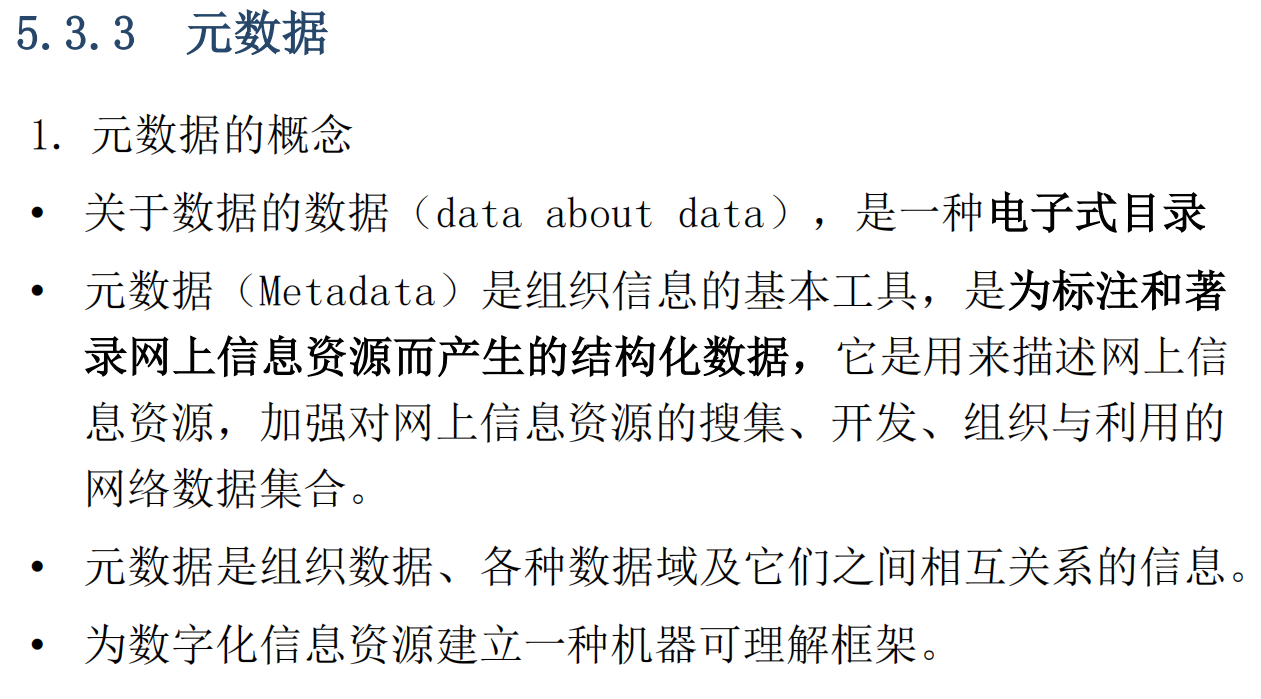 5.3.3 元数据
1. 元数据的概念
• 关于数据的数据（data about data），是一种电子式目录
• 元数据（Metadata）是组织信息的基本工具，是为标注和著
录网上信息资源而产生的结构化数据，它是用来描述网上信
息资源，加强对网上信息资源的搜集、开发、组织与利用的
网络数据集合。
• 元数据是组织数据、各种数据域及它们之间相互关系的信息。
• 为数字化信息资源建立一种机器可理解框架。